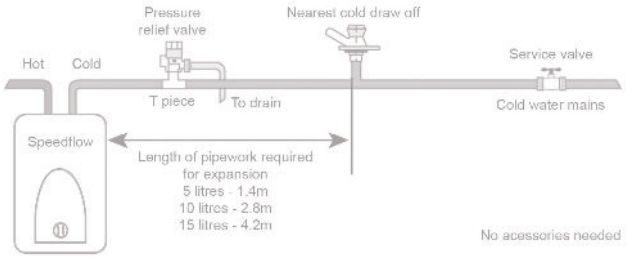 Pressure
relief valve
Nearest cold draw off
Service valve
Hot
Cold
T piece
To drain
Cold water mains
Speedflow
Length of pipework required
for expansion
5 litres - 1.4m
10 litres - 2.8m
15 litres - 4.2m
No acessories needed